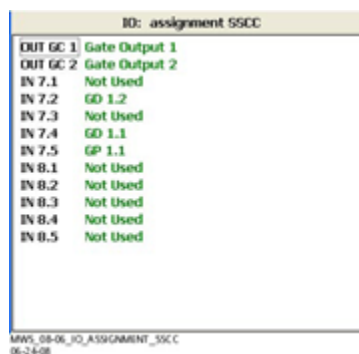 IO: assignment SSCC
OUT GC 1 Gate Output 1
OUT GC 2 Gate Output 2
IN 7.1 Not Used
IN 7.2 GD 1.2
IN 7.3 Not Used
IN 7.4 GD 1.1
IN 7.5 GP 1.1
IN 8.1 Not Used
IN 8.2 Not Used
IN 8.3 Not Used
IN 8.4 Not Used
IN 8.5 Not Used
MWS_08-06_IO_ASSIGNMENT_SSCC
06-24-08